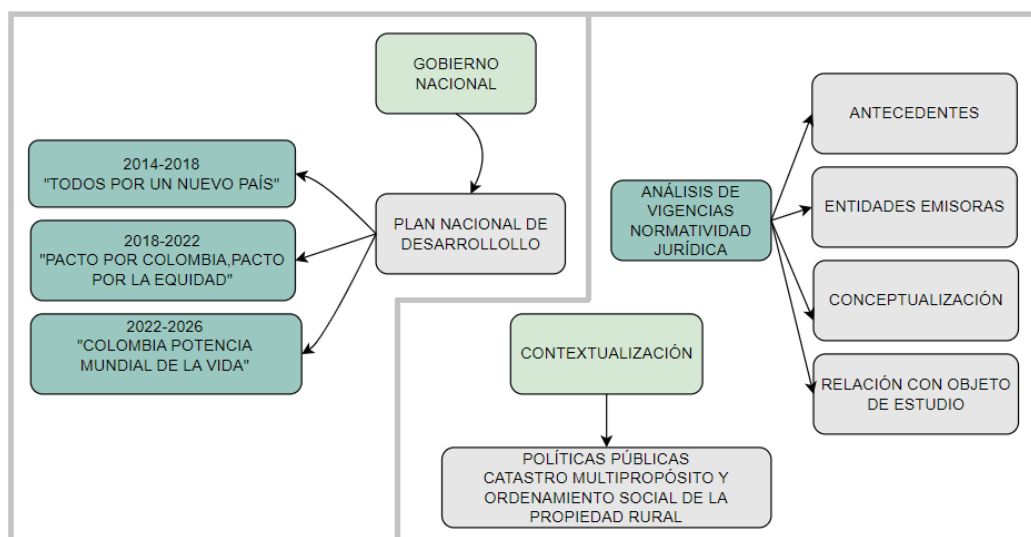 GOBIERNO
NACIONAL
PLAN NACIONAL DE
DESARROLLOLLO
2014-2018
"TODOS POR UN NUEVO PAÍS"
2018-2022
"PACTO POR COLOMBIA,PACTO
POR LA EQUIDAD"
2022-2026
"COLOMBIA POTENCIA
MUNDIAL DE LA VIDA"
ANÁLISIS DE
VIGENCIAS
NORMATIVIDAD
JURÍDICA
ANTECEDENTES
ENTIDADES EMISORAS
CONCEPTUALIZACIÓN
RELACIÓN CON OBJETO
DE ESTUDIO
CONTEXTUALIZACIÓN
POLÍTICAS PÚBLICAS
CATASTRO MULTIPROPÓSITO Y
ORDENAMIENTO SOCIAL DE LA
PROPIEDAD RURAL